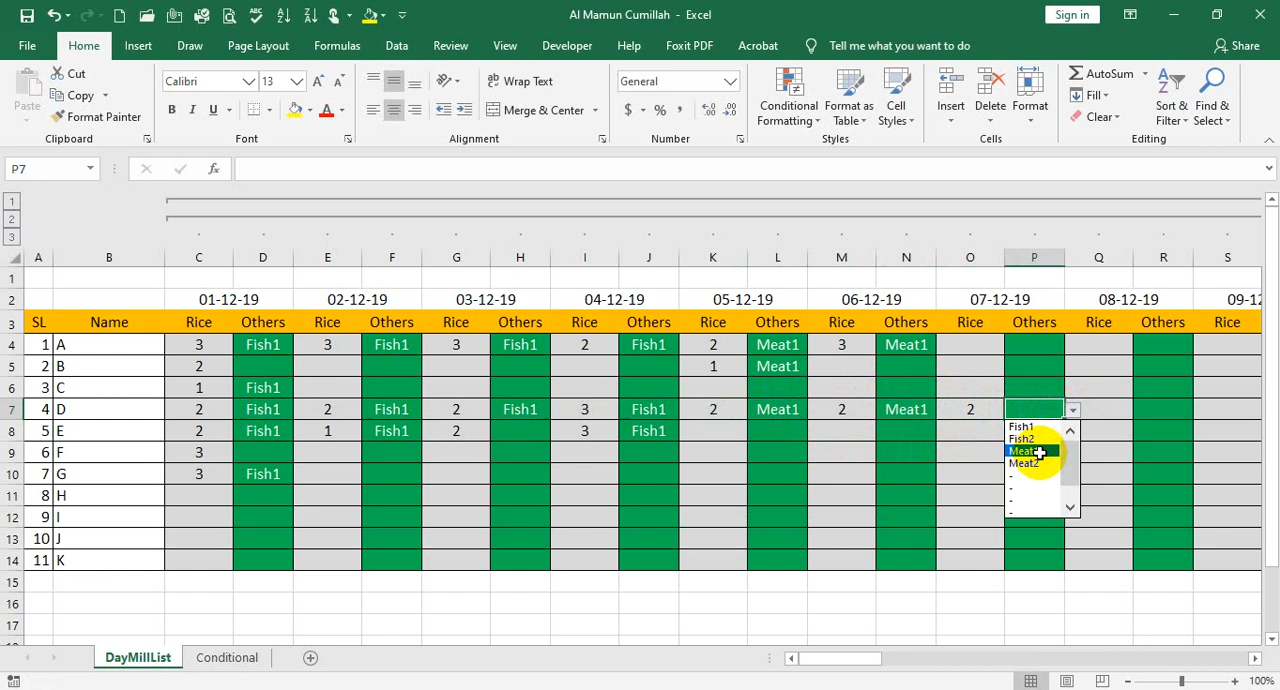 Al Mamun Cumillah - Excel
Sign in
File Home Insert Draw Page Layout Formulas Data Review View Developer Help Foxit PDF Acrobat Tell me what you want to do Share
Paste
Cut
Copy
Format Painter
Clipboard
Calibri 13
B I U
Font
Wrap Text
Merge & Center
Alignment
General
$ % ,
Number
Conditional Formatting
Format as Table
Cell Styles
Styles
Insert
Delete
Format
Cells
AutoSum
Fill
Clear
Sort & Filter
Find & Select
Editing
P7 fx
1
2
3
A B C D E F G H I J K L M N O P Q R S
1
2 01-12-19 02-12-19 03-12-19 04-12-19 05-12-19 06-12-19 07-12-19 08-12-19
3 SL Name Rice Others Rice Others Rice Others Rice Others Rice Others Rice Others Rice Others Rice Others Rice
4 1 A 3 Fish1 3 Fish1 3 Fish1 2 Fish1 2 Meat1 3 Meat1
5 2 B 2 1 Meat1
6 3 C 1 Fish1
7 4 D 2 Fish1 2 Fish1 2 Fish1 3 Fish1 2 Meat1 2 Meat1 2
8 5 E 2 Fish1 1 Fish1 2 3 Fish1
9 6 F 3
10 7 G 3 Fish1
11 8 H
12 9 I
13 10 J
14 11 K
15
16
17
Fish1
Fish2
Meat2
-
-
-
-
DayMillList Conditional
100%